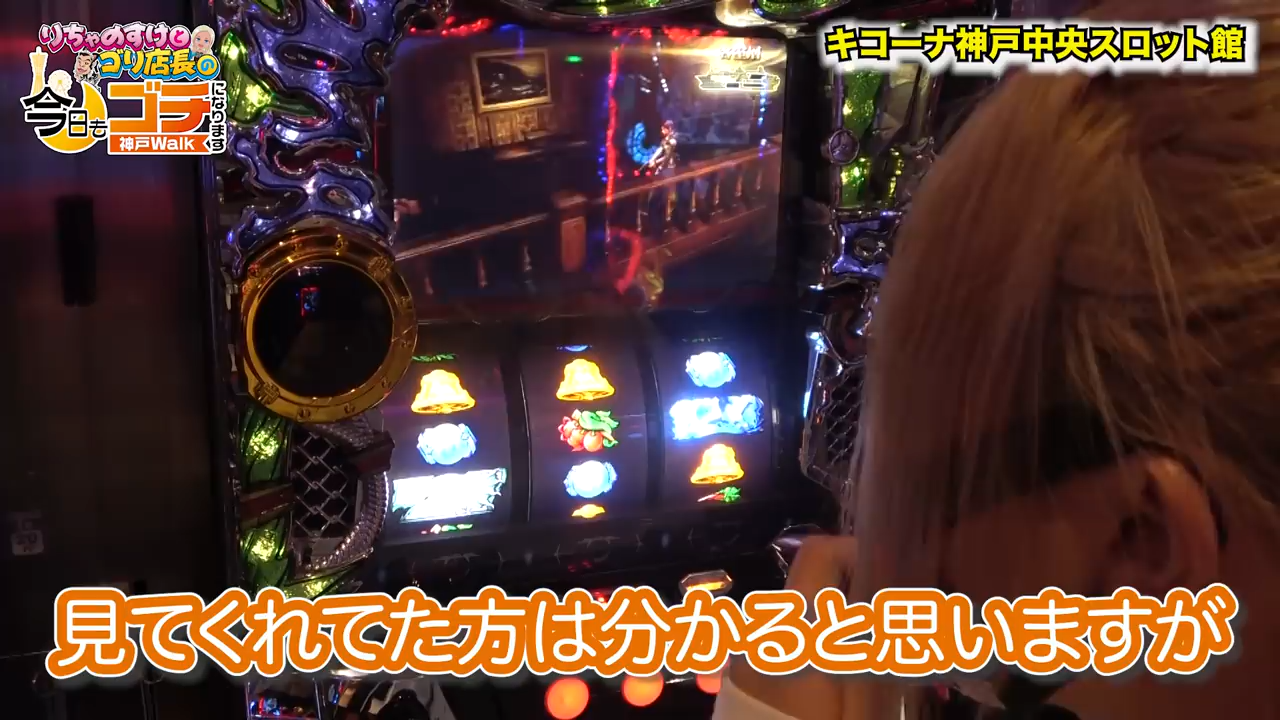 りちゃのすけと
ゴリ店長の
今日もゴチになります
神戸Walk
キコーナ神戸中央スロット館
見てくれてた方は分かると思いますが